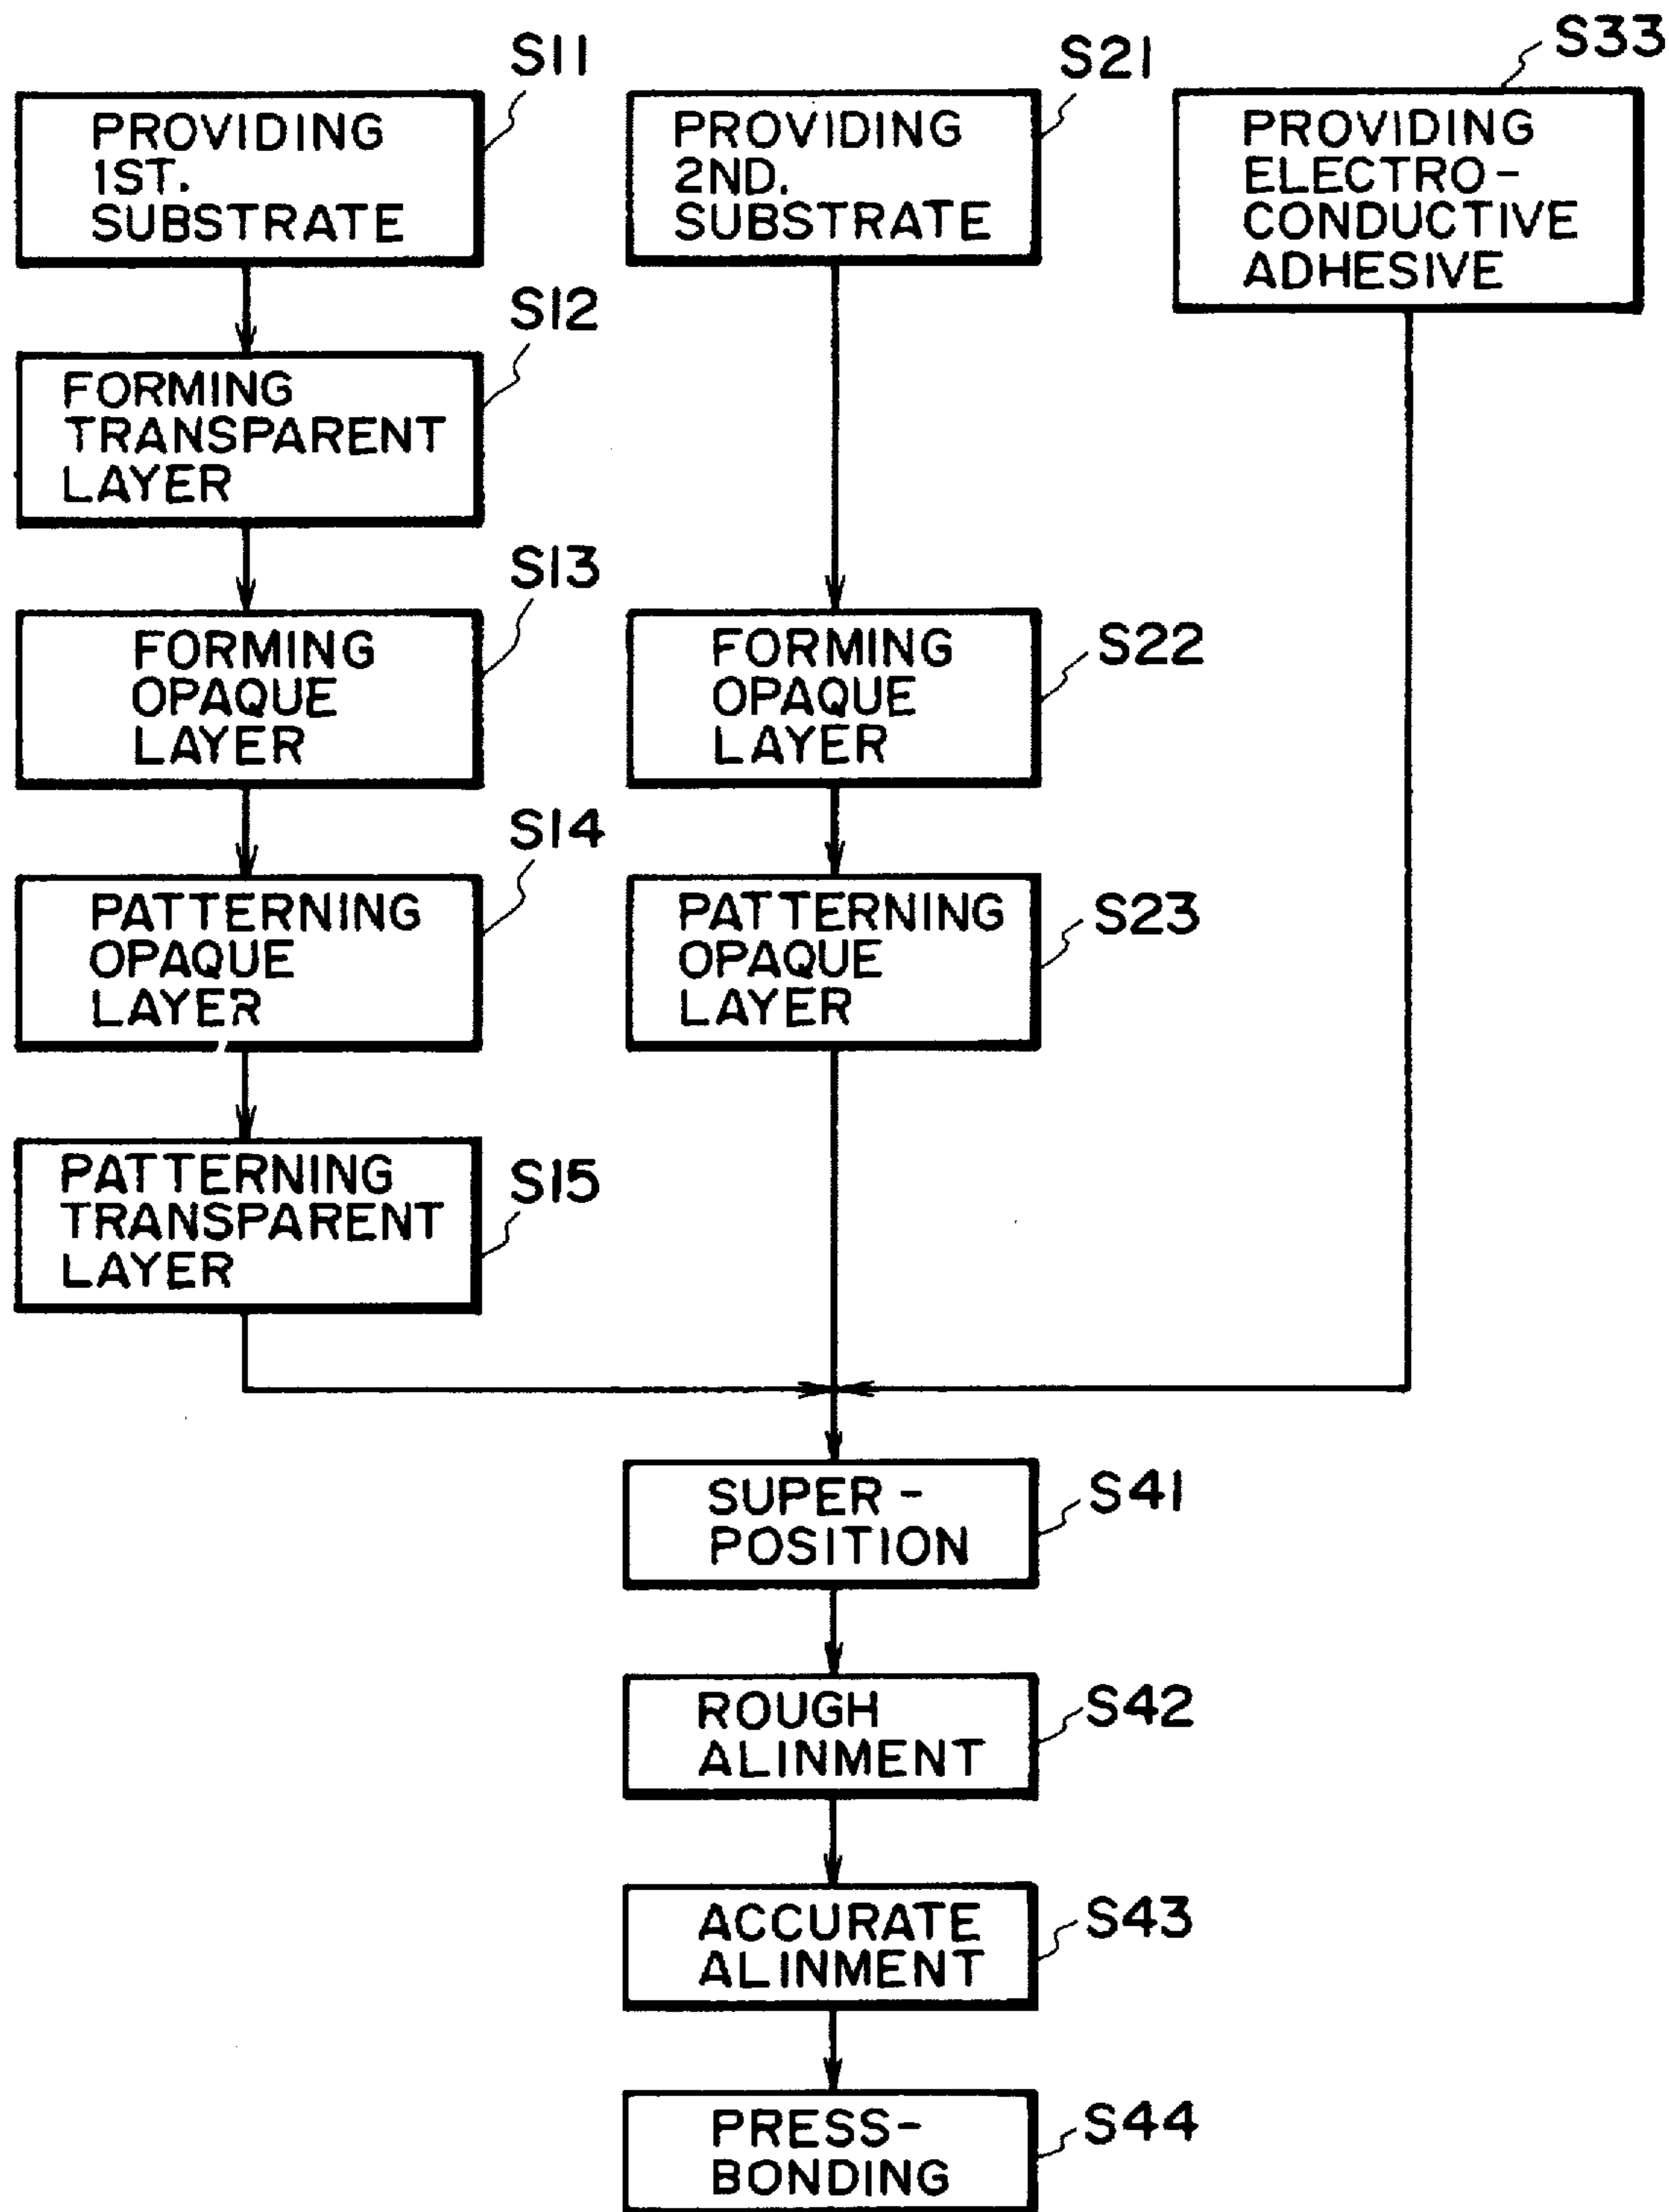 S11
PROVIDING
1ST.
SUBSTRATE
S12
FORMING
TRANSPARENT
LAYER
S13
FORMING
OPAQUE
LAYER
S14
PATTERNING
OPAQUE
LAYER
S15
PATTERNING
TRANSPARENT
LAYER
S21
PROVIDING
2ND.
SUBSTRATE
S22
FORMING
OPAQUE
LAYER
S23
PATTERNING
OPAQUE
LAYER
S33
PROVIDING
ELECTRO-
CONDUCTIVE
ADHESIVE
S41
SUPER-
POSITION
S42
ROUGH
ALINMENT
S43
ACCURATE
ALINMENT
S44
PRESS-
BONDING